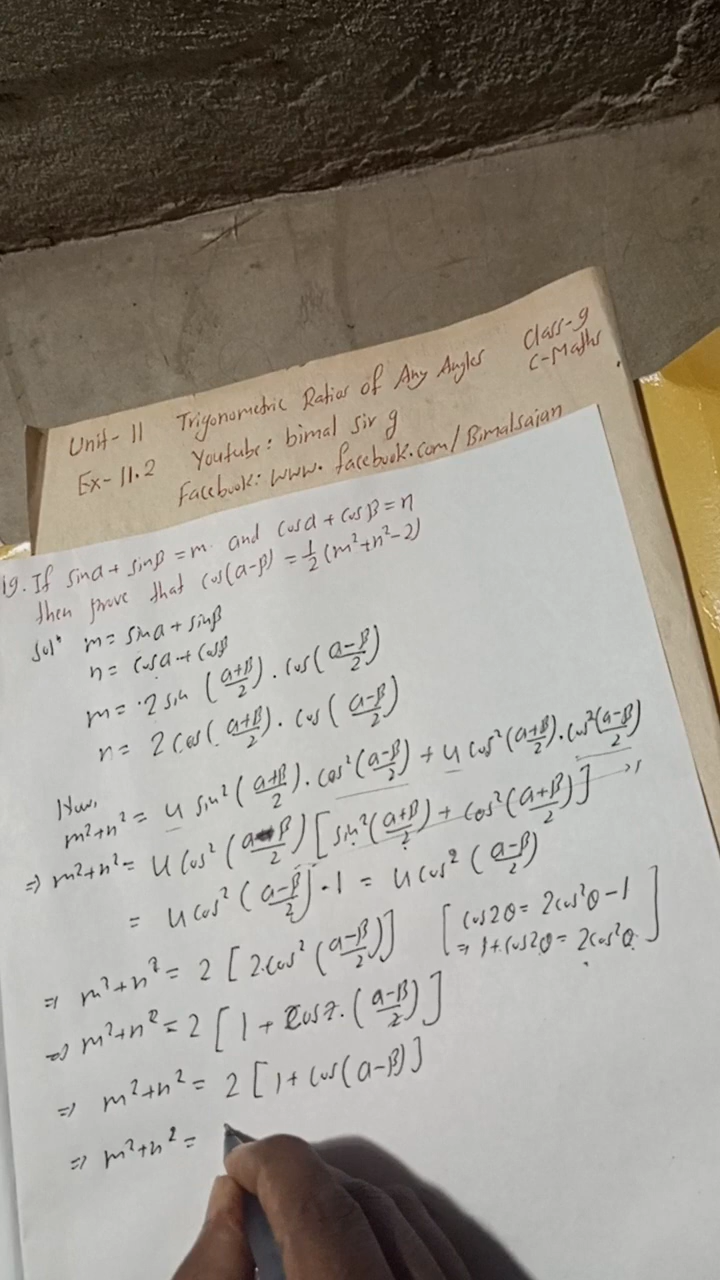 Unit-11 Trigonometric Ratios of Any Angles Class-9
Ex-11.2 Youtube: bimal sir g C-Maths
Facebook: www.facebook.com/Bimalsaian
19. If sinα + sinβ = m and cosα + cosβ = n
then prove that cos(α-β) = 1/2 (m²+n²-2)
Solⁿ m = sinα + sinβ
n = cosα + cosβ
m = 2 sin (α+β/2) . cos (α-β/2)
n = 2 cos (α+β/2) . cos (α-β/2)
Now,
m²+n² = 4 sin² (α+β/2) . cos² (α-β/2) + 4 cos² (α+β/2) . cos² (α-β/2)
⇒ m²+n² = 4 cos² (α-β/2) [sin² (α+β/2) + cos² (α+β/2)] → 1
= 4 cos² (α-β/2) . 1 = 4 cos² (α-β/2)
⇒ m²+n² = 2 [2.cos² (α-β/2)] [cos2θ = 2cos²θ - 1
⇒ 1+cos2θ = 2cos²θ]
⇒ m²+n² = 2 [1 + cos2. (α-β/2)]
⇒ m²+n² = 2 [1 + cos(α-β)]
⇒ m²+n² =